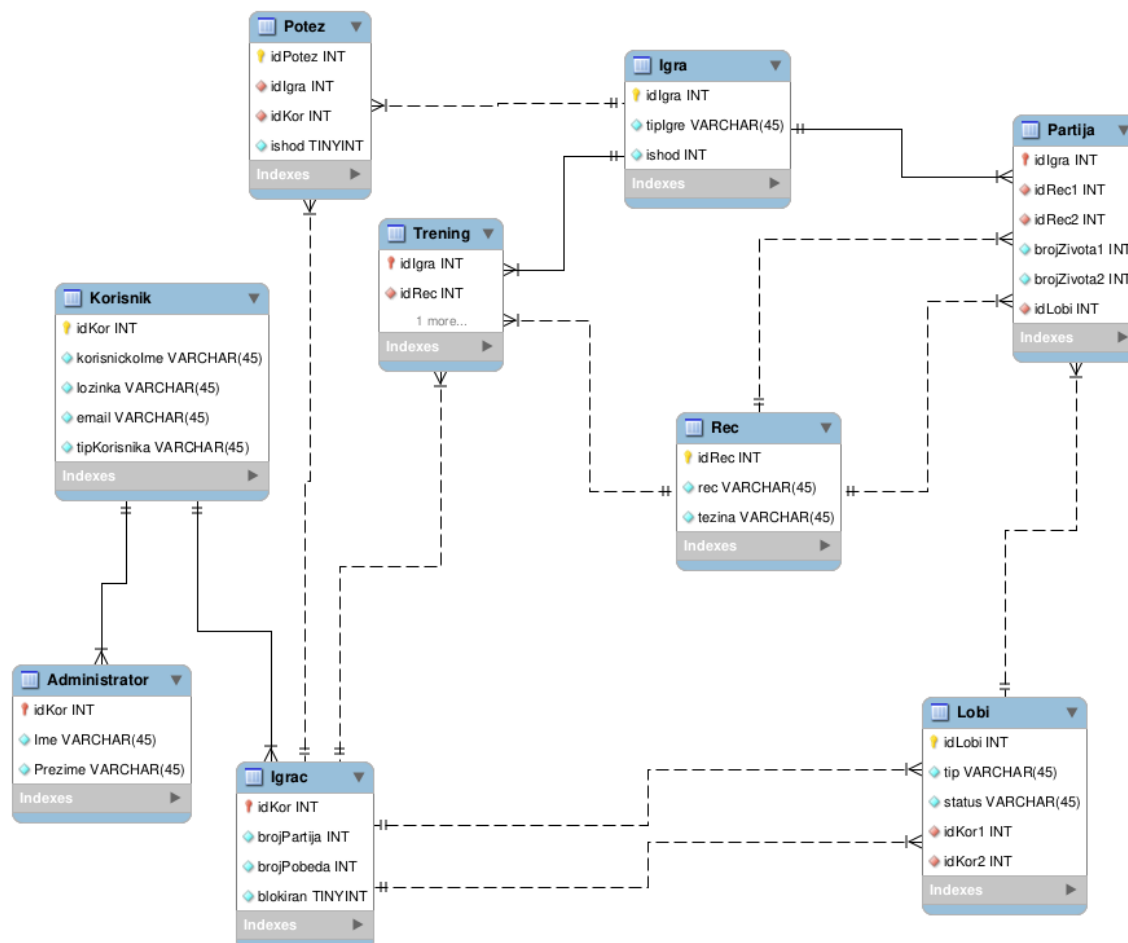 Potez
idPotez INT
idIgra INT
idKor INT
ishod TINYINT
Indexes
Igra
idIgra INT
tipIgre VARCHAR(45)
ishod INT
Indexes
Partija
idIgra INT
idRec1 INT
idRec2 INT
brojZivota1 INT
brojZivota2 INT
idLobi INT
Indexes
Trening
idIgra INT
idRec INT
1 more...
Indexes
Korisnik
idKor INT
korisnickoIme VARCHAR(45)
lozinka VARCHAR(45)
email VARCHAR(45)
tipKorisnika VARCHAR(45)
Indexes
Rec
idRec INT
rec VARCHAR(45)
tezina VARCHAR(45)
Indexes
Administrator
idKor INT
Ime VARCHAR(45)
Prezime VARCHAR(45)
Indexes
Igrac
idKor INT
brojPartija INT
brojPobeda INT
blokiran TINYINT
Indexes
Lobi
idLobi INT
tip VARCHAR(45)
status VARCHAR(45)
idKor1 INT
idKor2 INT
Indexes